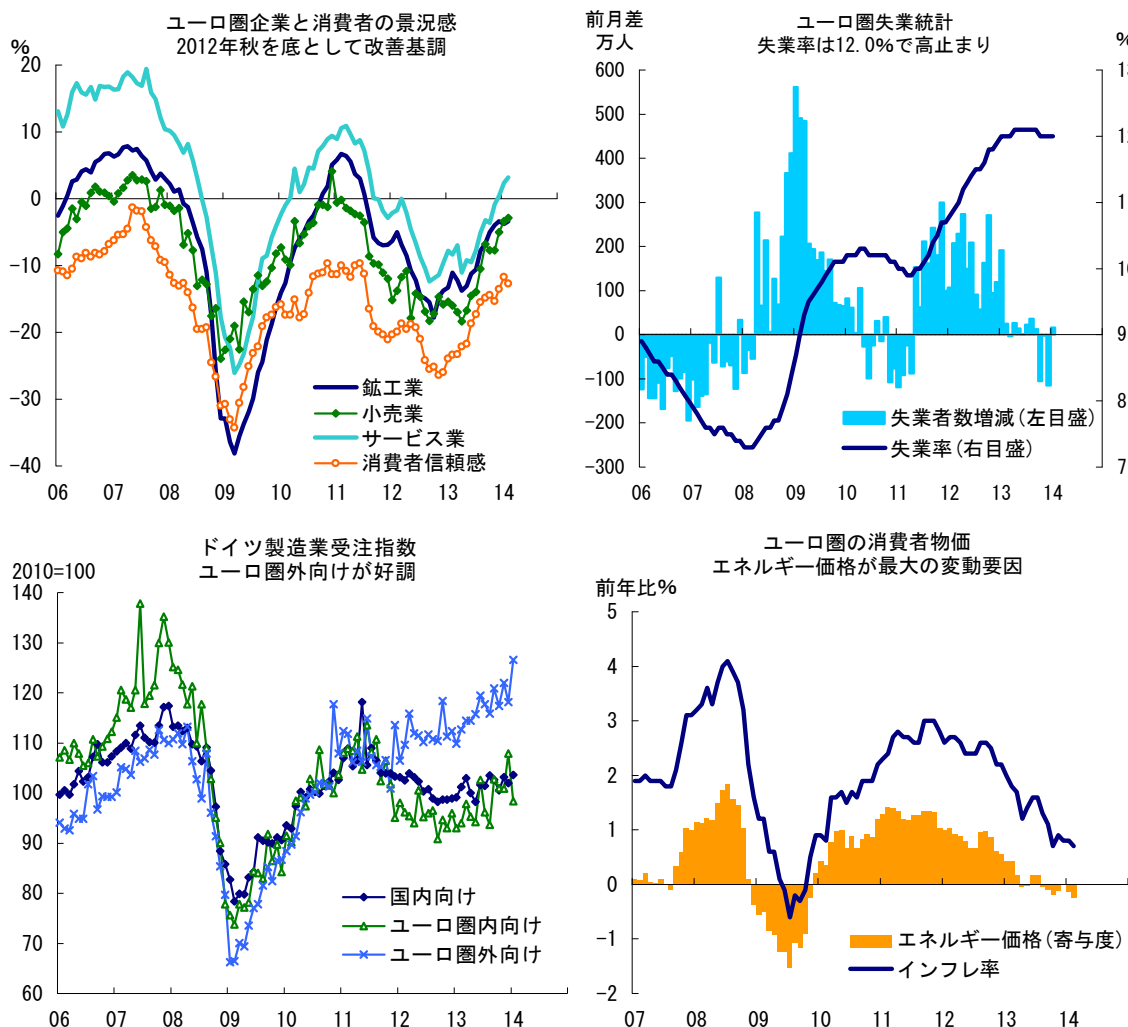 ユーロ圏企業と消費者の景況感
2012年秋を底として改善基調
%
20
10
0
-10
-20
-30
-40
鉱工業
小売業
サービス業
消費者信頼感
06 07 08 09 10 11 12 13 14
ユーロ圏失業統計
失業率は12.0%で高止まり
前月差
万人
%
600
500
400
300
200
100
0
-100
-200
-300
13
12
11
10
9
8
7
失業者数増減(左目盛)
失業率(右目盛)
06 07 08 09 10 11 12 13 14
ドイツ製造業受注指数
ユーロ圏外向けが好調
2010=100
140
130
120
110
100
90
80
70
60
国内向け
ユーロ圏内向け
ユーロ圏外向け
06 07 08 09 10 11 12 13 14
ユーロ圏の消費者物価
エネルギー価格が最大の変動要因
前年比%
5
4
3
2
1
0
-1
-2
エネルギー価格(寄与度)
インフレ率
07 08 09 10 11 12 13 14